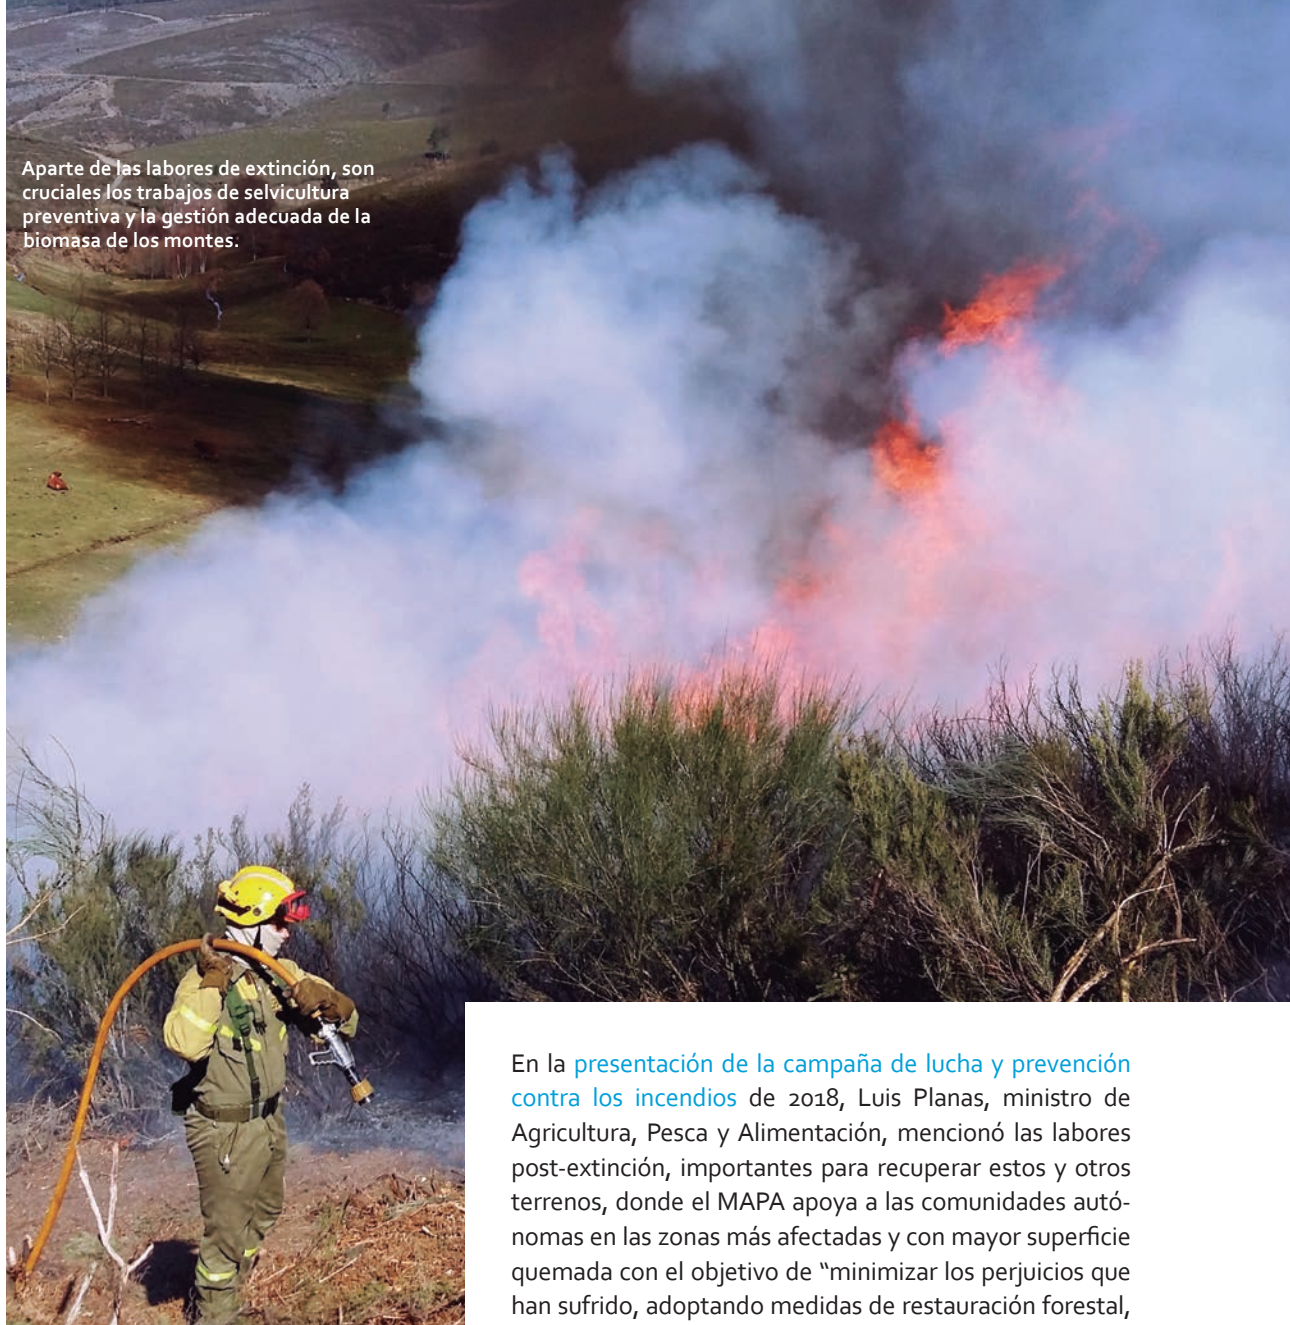 Aparte de las labores de extinción, son
cruciales los trabajos de selvicultura
preventiva y la gestión adecuada de la
biomasa de los montes.
En la presentación de la campaña de lucha y prevención
contra los incendios de 2018, Luis Planas, ministro de
Agricultura, Pesca y Alimentación, mencionó las labores
post-extinción, importantes para recuperar estos y otros
terrenos, donde el MAPA apoya a las comunidades autó-
nomas en las zonas más afectadas y con mayor superficie
quemada con el objetivo de “minimizar los perjuicios que
han sufrido, adoptando medidas de restauración forestal,